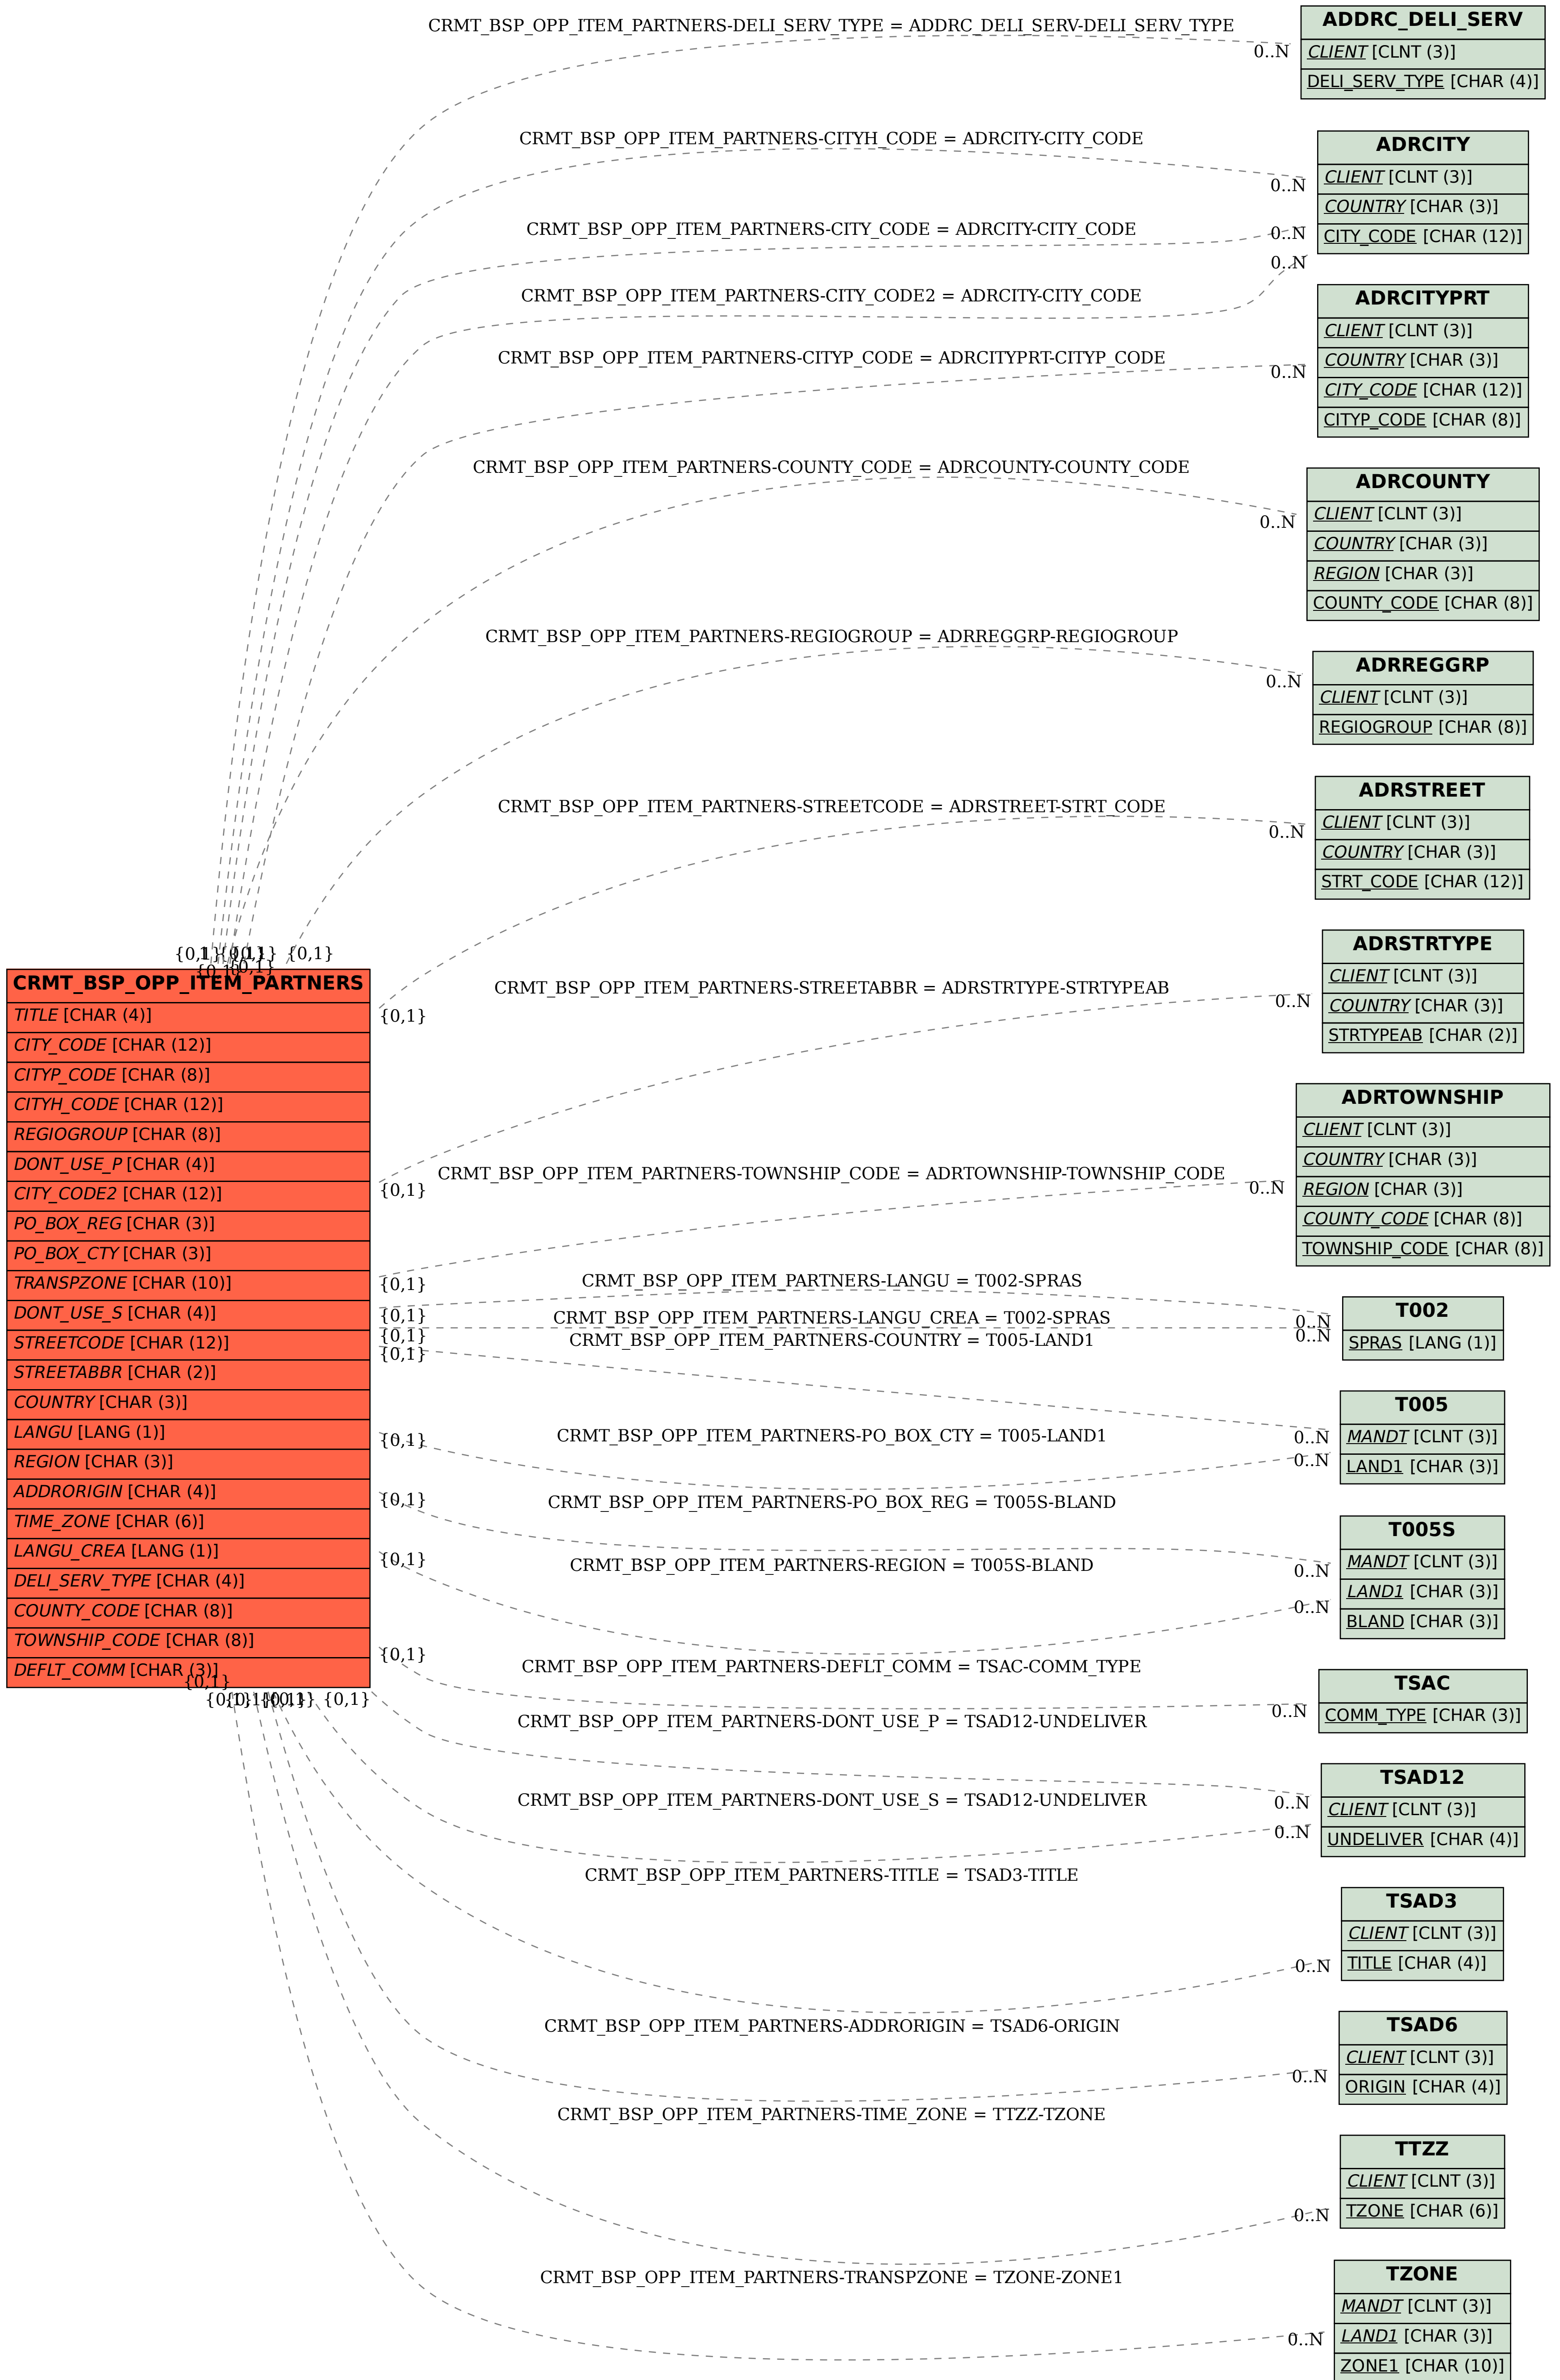 CRMT_BSP_OPP_ITEM_PARTNERS-DELI_SERV_TYPE = ADDRC_DELI_SERV-DELI_SERV_TYPE
0..N
ADDRC_DELI_SERV
CLIENT [CLNT (3)]
DELI_SERV_TYPE [CHAR (4)]
CRMT_BSP_OPP_ITEM_PARTNERS-CITYH_CODE = ADRCITY-CITY_CODE
0..N
CRMT_BSP_OPP_ITEM_PARTNERS-CITY_CODE = ADRCITY-CITY_CODE
0..N
0..N
ADRCITY
CLIENT [CLNT (3)]
COUNTRY [CHAR (3)]
CITY_CODE [CHAR (12)]
CRMT_BSP_OPP_ITEM_PARTNERS-CITY_CODE2 = ADRCITY-CITY_CODE
CRMT_BSP_OPP_ITEM_PARTNERS-CITYP_CODE = ADRCITYPRT-CITYP_CODE
0..N
ADRCITYPRT
CLIENT [CLNT (3)]
COUNTRY [CHAR (3)]
CITY_CODE [CHAR (12)]
CITYP_CODE [CHAR (8)]
CRMT_BSP_OPP_ITEM_PARTNERS-COUNTY_CODE = ADRCOUNTY-COUNTY_CODE
0..N
ADRCOUNTY
CLIENT [CLNT (3)]
COUNTRY [CHAR (3)]
REGION [CHAR (3)]
COUNTY_CODE [CHAR (8)]
CRMT_BSP_OPP_ITEM_PARTNERS-REGIOGROUP = ADRREGGRP-REGIOGROUP
0..N
ADRREGGRP
CLIENT [CLNT (3)]
REGIOGROUP [CHAR (8)]
CRMT_BSP_OPP_ITEM_PARTNERS-STREETCODE = ADRSTREET-STRT_CODE
0..N
ADRSTREET
CLIENT [CLNT (3)]
COUNTRY [CHAR (3)]
STRT_CODE [CHAR (12)]
{0,1}
{0,1}
{0,1}
CRMT_BSP_OPP_ITEM_PARTNERS
TITLE [CHAR (4)]
CITY_CODE [CHAR (12)]
CITYP_CODE [CHAR (8)]
CITYH_CODE [CHAR (12)]
REGIOGROUP [CHAR (8)]
DONT_USE_P [CHAR (4)]
CITY_CODE2 [CHAR (12)]
PO_BOX_REG [CHAR (3)]
PO_BOX_CTY [CHAR (3)]
TRANSPZONE [CHAR (10)]
DONT_USE_S [CHAR (4)]
STREETCODE [CHAR (12)]
STREETABBR [CHAR (2)]
COUNTRY [CHAR (3)]
LANGU [LANG (1)]
REGION [CHAR (3)]
ADDRORIGIN [CHAR (4)]
TIME_ZONE [CHAR (6)]
LANGU_CREA [LANG (1)]
DELI_SERV_TYPE [CHAR (4)]
COUNTY_CODE [CHAR (8)]
TOWNSHIP_CODE [CHAR (8)]
DEFLT_COMM [CHAR (3)]
{0,1}
{0,1}
{0,1}
CRMT_BSP_OPP_ITEM_PARTNERS-STREETABBR = ADRSTRTYPE-STRTYPEAB
0..N
ADRSTRTYPE
CLIENT [CLNT (3)]
COUNTRY [CHAR (3)]
STRTYPEAB [CHAR (2)]
{0,1}
CRMT_BSP_OPP_ITEM_PARTNERS-TOWNSHIP_CODE = ADRTOWNSHIP-TOWNSHIP_CODE
0..N
ADRTOWNSHIP
CLIENT [CLNT (3)]
COUNTRY [CHAR (3)]
REGION [CHAR (3)]
COUNTY_CODE [CHAR (8)]
TOWNSHIP_CODE [CHAR (8)]
{0,1}
CRMT_BSP_OPP_ITEM_PARTNERS-LANGU = T002-SPRAS
{0,1}
CRMT_BSP_OPP_ITEM_PARTNERS-LANGU_CREA = T002-SPRAS
0..N
{0,1}
0..N
T002
SPRAS [LANG (1)]
CRMT_BSP_OPP_ITEM_PARTNERS-COUNTRY = T005-LAND1
{0,1}
CRMT_BSP_OPP_ITEM_PARTNERS-PO_BOX_CTY = T005-LAND1
0..N
{0,1}
0..N
T005
MANDT [CLNT (3)]
LAND1 [CHAR (3)]
{0,1}
CRMT_BSP_OPP_ITEM_PARTNERS-PO_BOX_REG = T005S-BLAND
{0,1}
CRMT_BSP_OPP_ITEM_PARTNERS-REGION = T005S-BLAND
0..N
0..N
T005S
MANDT [CLNT (3)]
LAND1 [CHAR (3)]
BLAND [CHAR (3)]
{0,1}
CRMT_BSP_OPP_ITEM_PARTNERS-DEFLT_COMM = TSAC-COMM_TYPE
0..N
TSAC
COMM_TYPE [CHAR (3)]
CRMT_BSP_OPP_ITEM_PARTNERS-DONT_USE_P = TSAD12-UNDELIVER
0..N
CRMT_BSP_OPP_ITEM_PARTNERS-DONT_USE_S = TSAD12-UNDELIVER
0..N
TSAD12
CLIENT [CLNT (3)]
UNDELIVER [CHAR (4)]
CRMT_BSP_OPP_ITEM_PARTNERS-TITLE = TSAD3-TITLE
0..N
TSAD3
CLIENT [CLNT (3)]
TITLE [CHAR (4)]
CRMT_BSP_OPP_ITEM_PARTNERS-ADDRORIGIN = TSAD6-ORIGIN
0..N
TSAD6
CLIENT [CLNT (3)]
ORIGIN [CHAR (4)]
CRMT_BSP_OPP_ITEM_PARTNERS-TIME_ZONE = TTZZ-TZONE
0..N
TTZZ
CLIENT [CLNT (3)]
TZONE [CHAR (6)]
CRMT_BSP_OPP_ITEM_PARTNERS-TRANSPZONE = TZONE-ZONE1
0..N
TZONE
MANDT [CLNT (3)]
LAND1 [CHAR (3)]
ZONE1 [CHAR (10)]